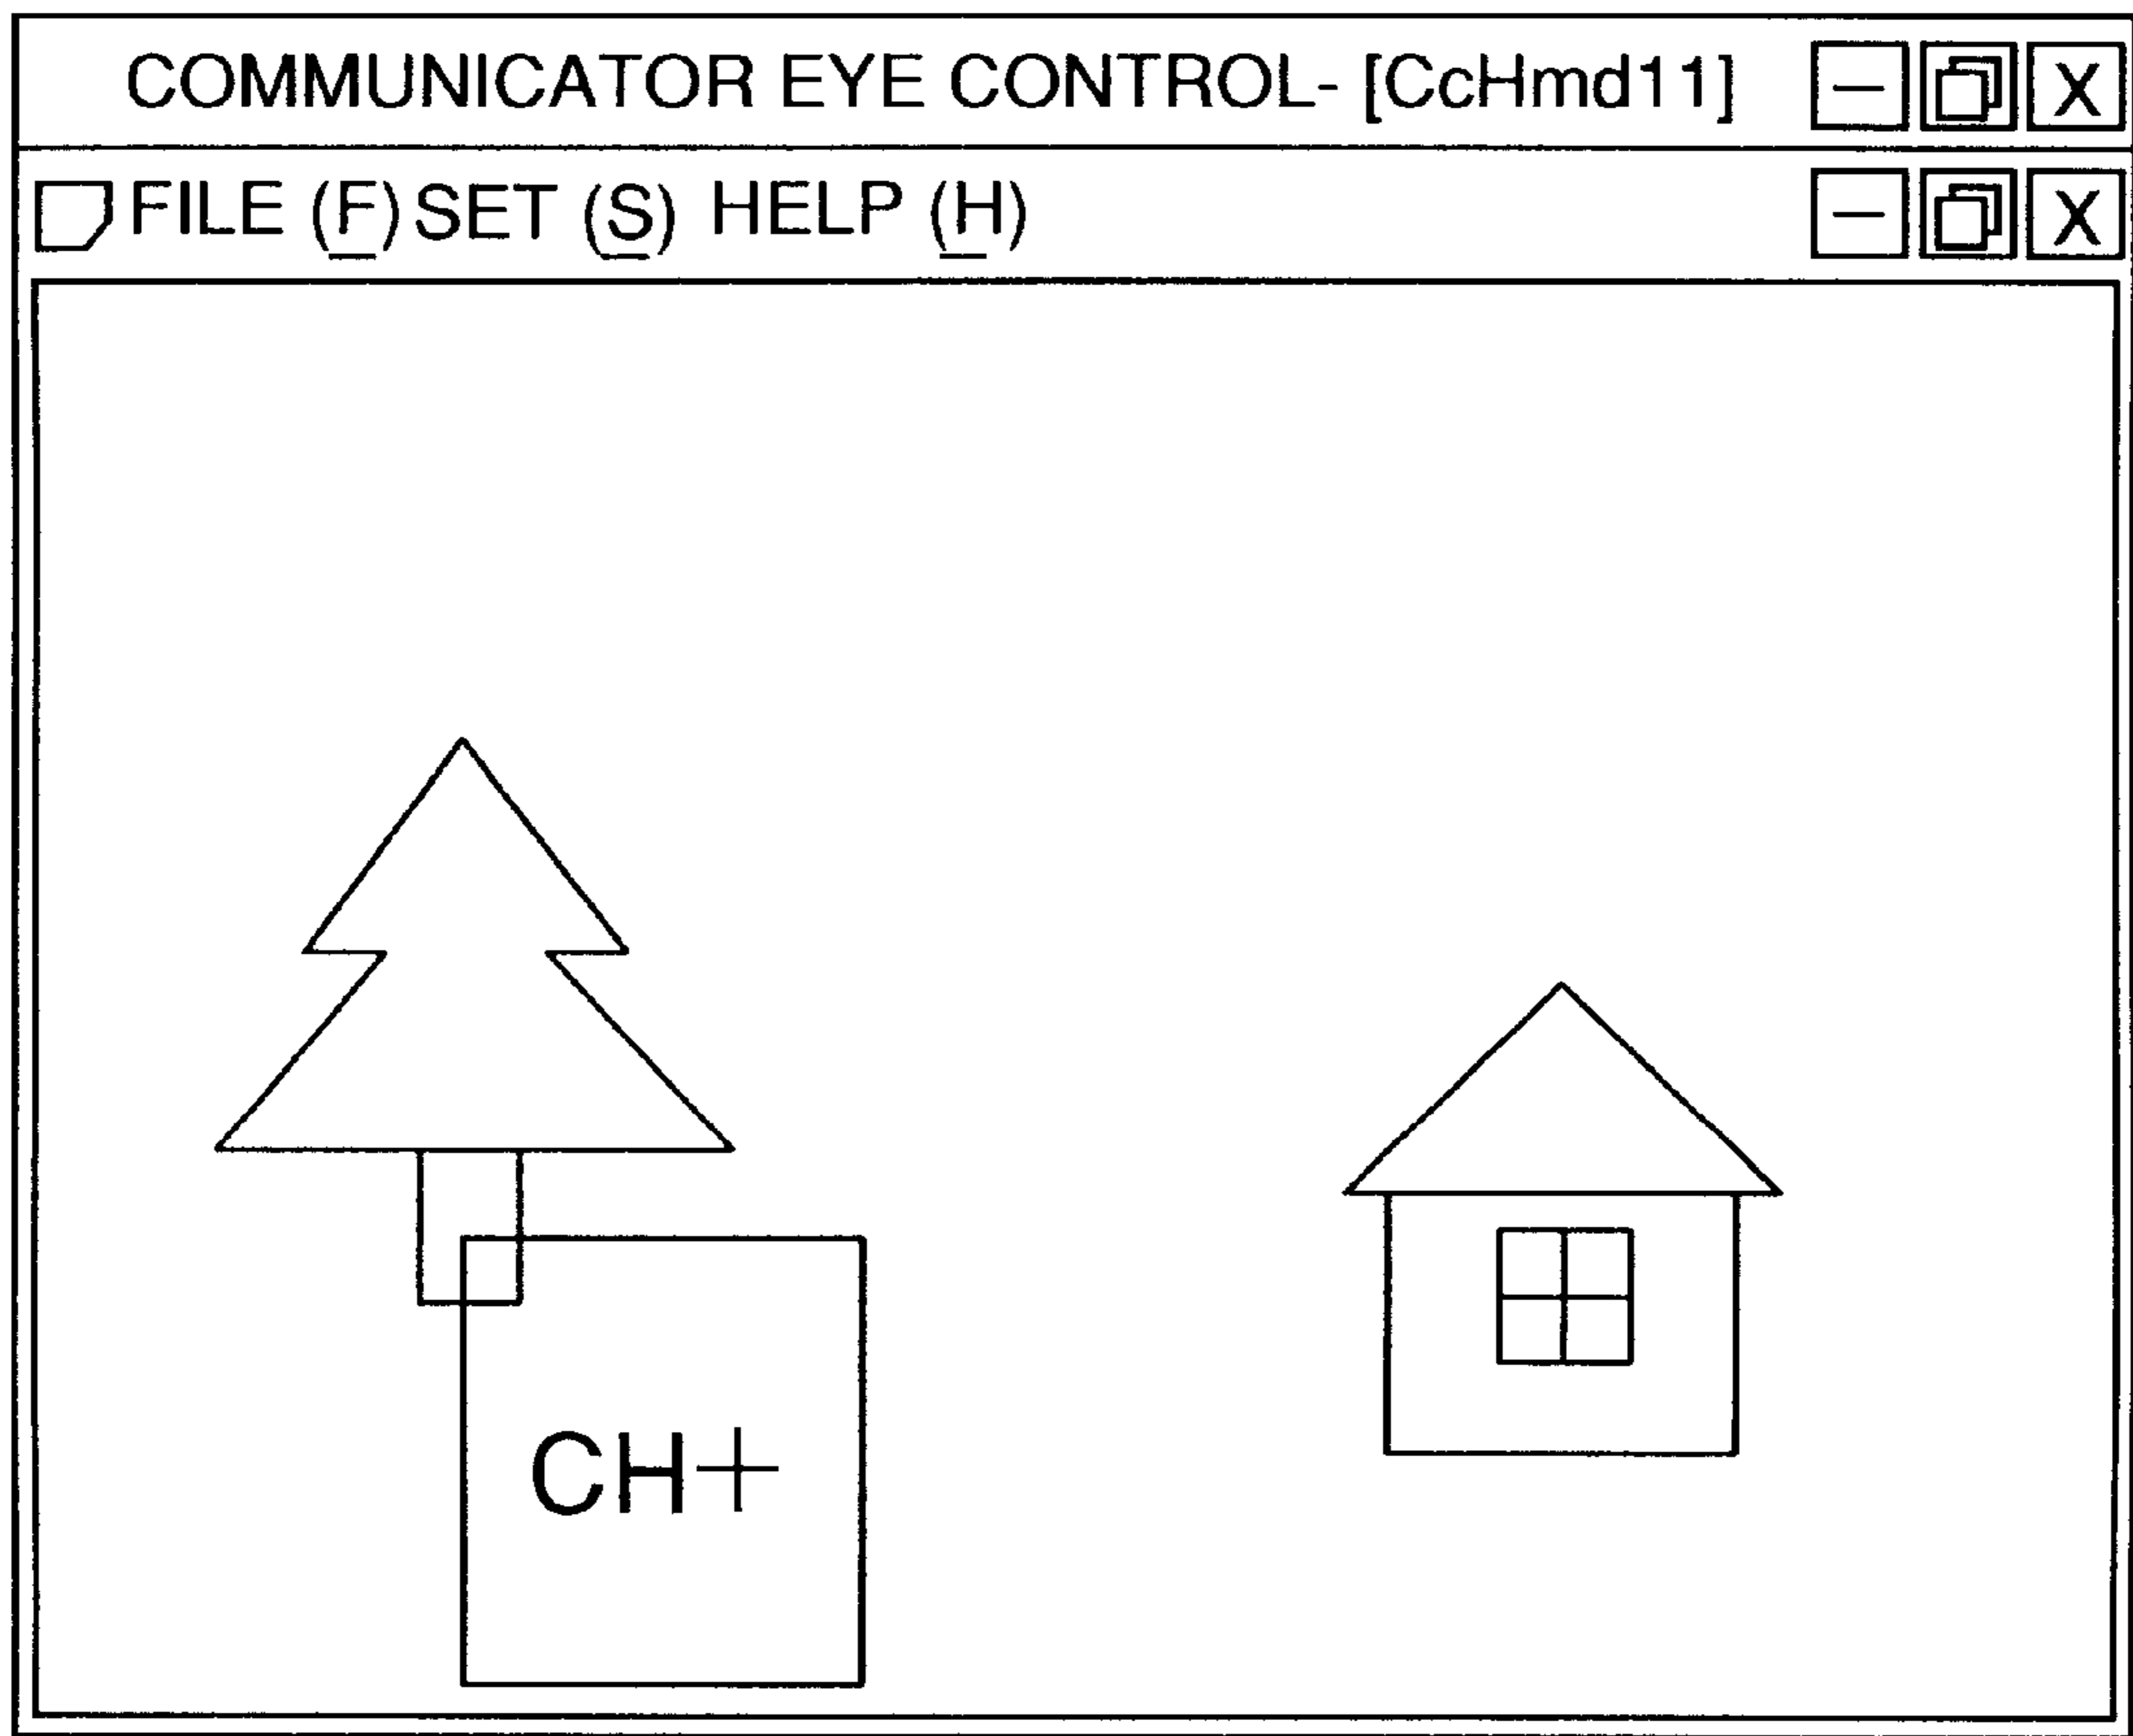 COMMUNICATOR EYE CONTROL- [CcHmd11]
FILE (F) SET (S) HELP (H)
CH+